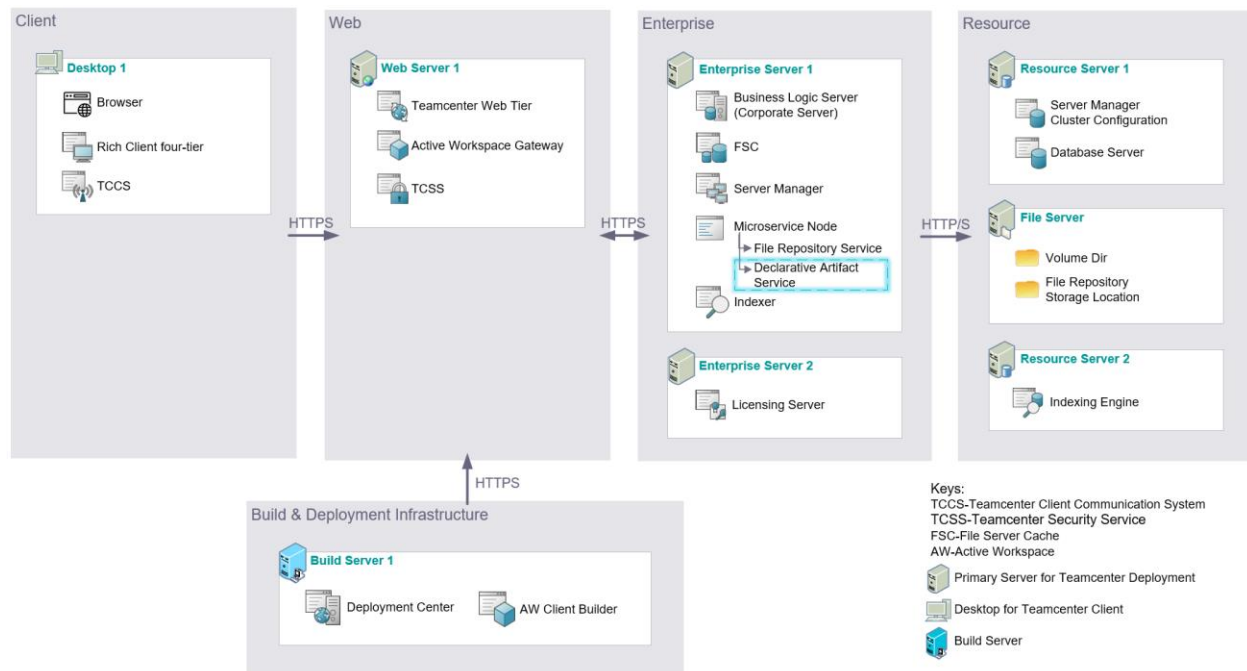 Client
Desktop 1
Browser
Rich Client four-tier
TCCS
HTTPS
Web
Web Server 1
Teamcenter Web Tier
Active Workspace Gateway
TCSS
HTTPS
Enterprise
Enterprise Server 1
Business Logic Server
(Corporate Server)
FSC
Server Manager
Microservice Node
File Repository Service
Declarative Artifact
Service
Indexer
Enterprise Server 2
Licensing Server
HTTP/S
Resource
Resource Server 1
Server Manager
Cluster Configuration
Database Server
File Server
Volume Dir
File Repository
Storage Location
Resource Server 2
Indexing Engine
HTTPS
Build & Deployment Infrastructure
Build Server 1
Deployment Center
AW Client Builder
Keys:
TCCS-Teamcenter Client Communication System
TCSS-Teamcenter Security Service
FSC-File Server Cache
AW-Active Workspace
Primary Server for Teamcenter Deployment
Desktop for Teamcenter Client
Build Server